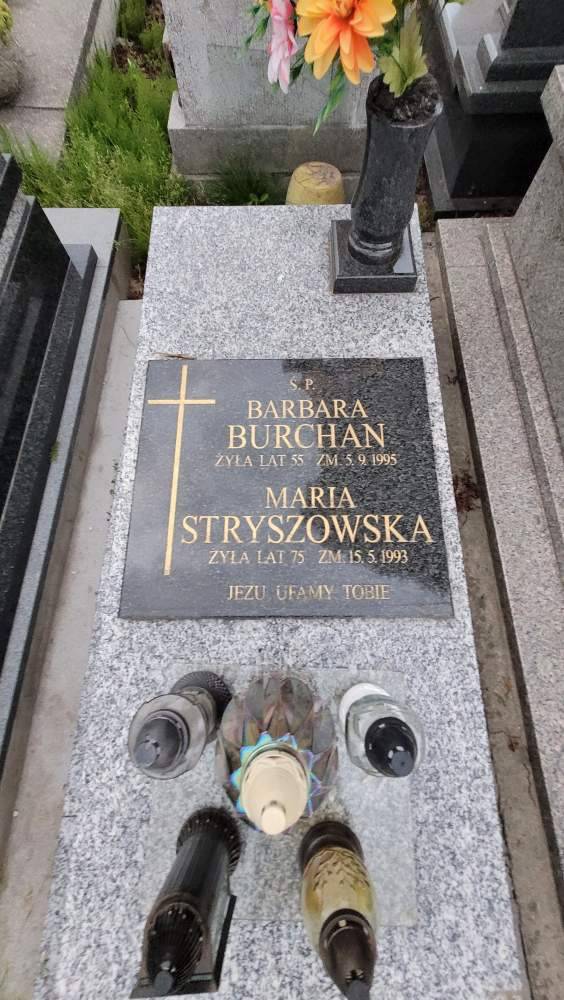 S. P.
BARBARA
BURCHAN
ŻYŁA LAT 55 ZM. 5. 9. 1995
MARIA
STRYSZOWSKA
ŻYŁA LAT 75 ZM. 15. 5. 1993
JEZU UFAMY TOBIE